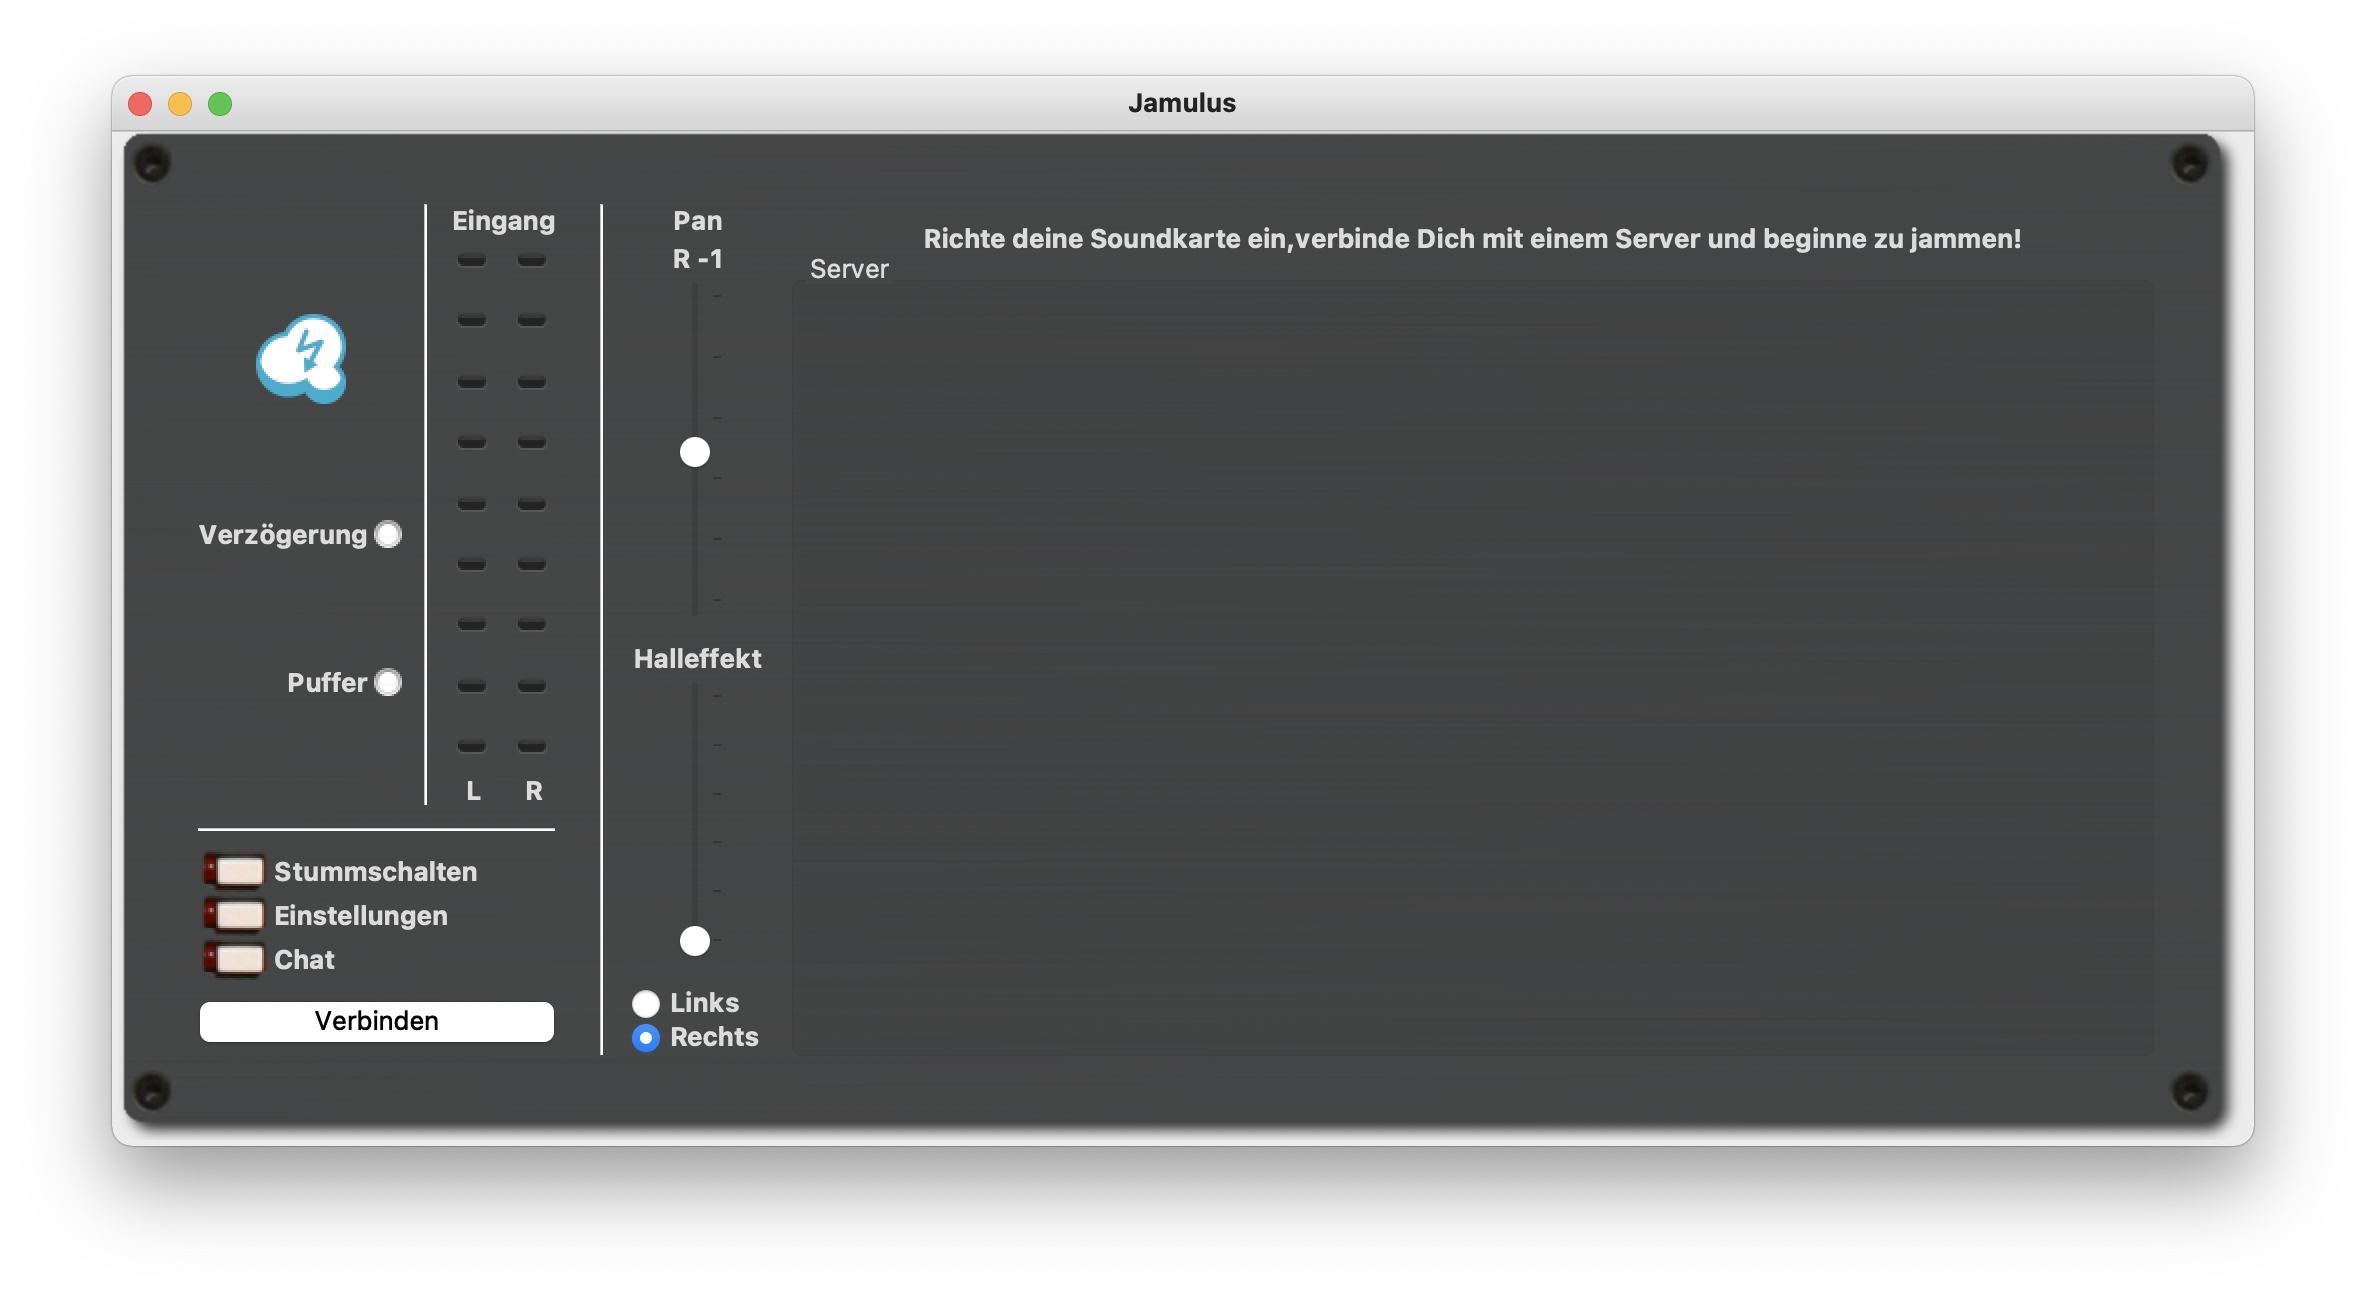 Jamulus
Eingang
Pan
R -1
Richte deine Soundkarte ein,verbinde Dich mit einem Server und beginne zu jammen!
Server
Verzögerung
Puffer
Halleffekt
L R
Stummschalten
Einstellungen
Chat
Verbinden
Links
Rechts